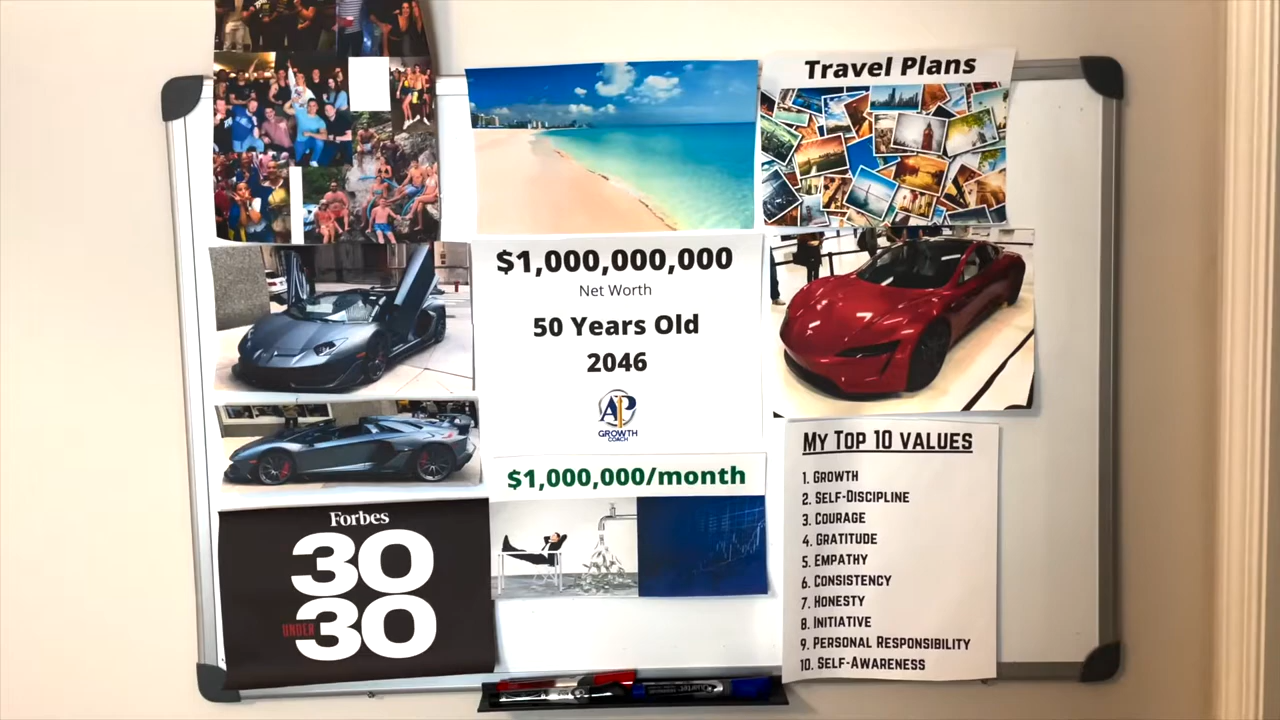 Travel Plans
$1,000,000,000
Net Worth
50 Years Old
2046
AP
GROWTH
COACH
$1,000,000/month
Forbes
30
UNDER
30
MY TOP 10 VALUES
1. GROWTH
2. SELF-DISCIPLINE
3. COURAGE
4. GRATITUDE
5. EMPATHY
6. CONSISTENCY
7. HONESTY
8. INITIATIVE
9. PERSONAL RESPONSIBILITY
10. SELF-AWARENESS